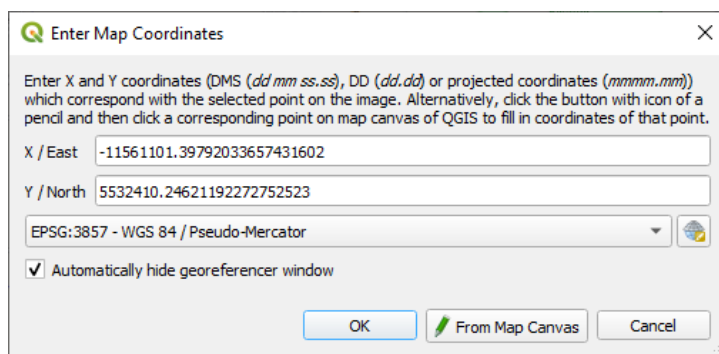 Enter Map Coordinates
Enter X and Y coordinates (DMS (dd mm ss.ss), DD (dd.dd) or projected coordinates (mmmm.mm))
which correspond with the selected point on the image. Alternatively, click the button with icon of a
pencil and then click a corresponding point on map canvas of QGIS to fill in coordinates of that point.
X / East -11561101.39792033657431602
Y / North 5532410.24621192272752523
EPSG:3857 - WGS 84 / Pseudo-Mercator
Automatically hide georeferencer window
OK From Map Canvas Cancel